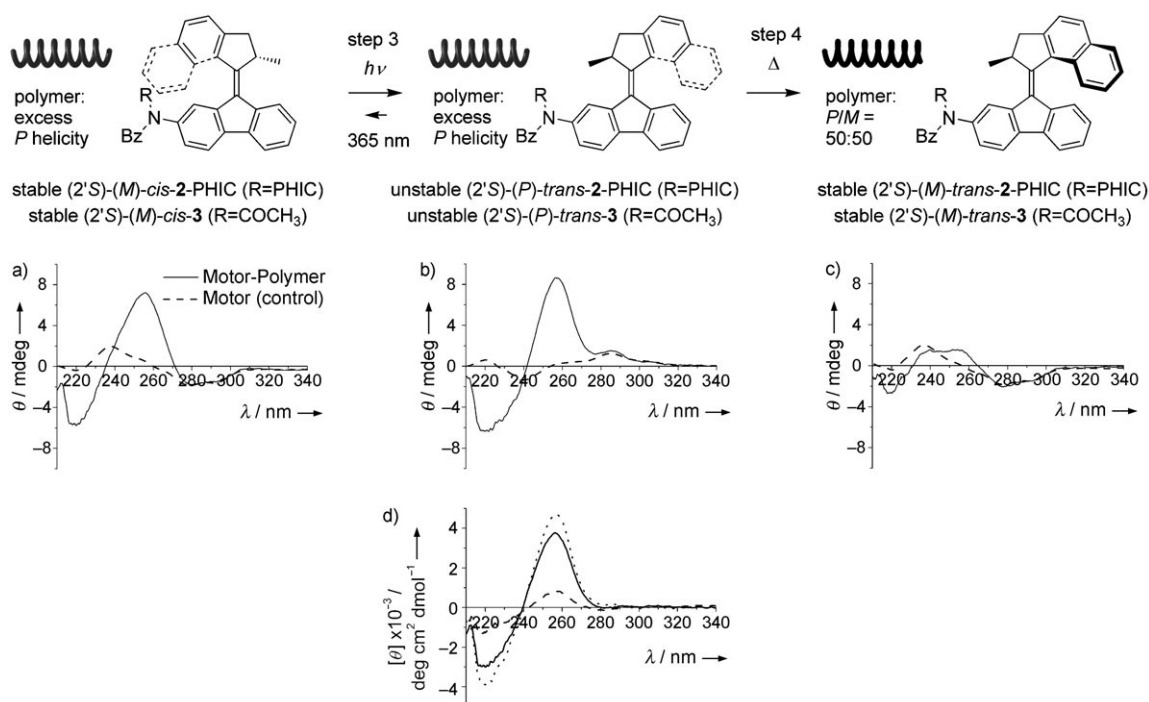 step 3
hν
365 nm
step 4
Δ
polymer:
excess
P helicity
R
N
Bz
polymer:
excess
P helicity
R
N
Bz
polymer:
P/M =
50:50
R
N
Bz
stable (2'S)-(M)-cis-2-PHIC (R=PHIC)
stable (2'S)-(M)-cis-3 (R=COCH₃)
unstable (2'S)-(P)-trans-2-PHIC (R=PHIC)
unstable (2'S)-(P)-trans-3 (R=COCH₃)
stable (2'S)-(M)-trans-2-PHIC (R=PHIC)
stable (2'S)-(M)-trans-3 (R=COCH₃)
a)
Motor-Polymer
Motor (control)
θ / mdeg
8
4
0
–4
–8
220 240 260 280 300 320 340
λ / nm
b)
θ / mdeg
8
4
0
–4
–8
220 240 260 280 300 320 340
λ / nm
c)
θ / mdeg
8
4
0
–4
–8
220 240 260 280 300 320 340
λ / nm
d)
[θ] x10⁻³ /
deg cm² dmol⁻¹
4
2
0
–2
–4
220 240 260 280 300 320 340
λ / nm